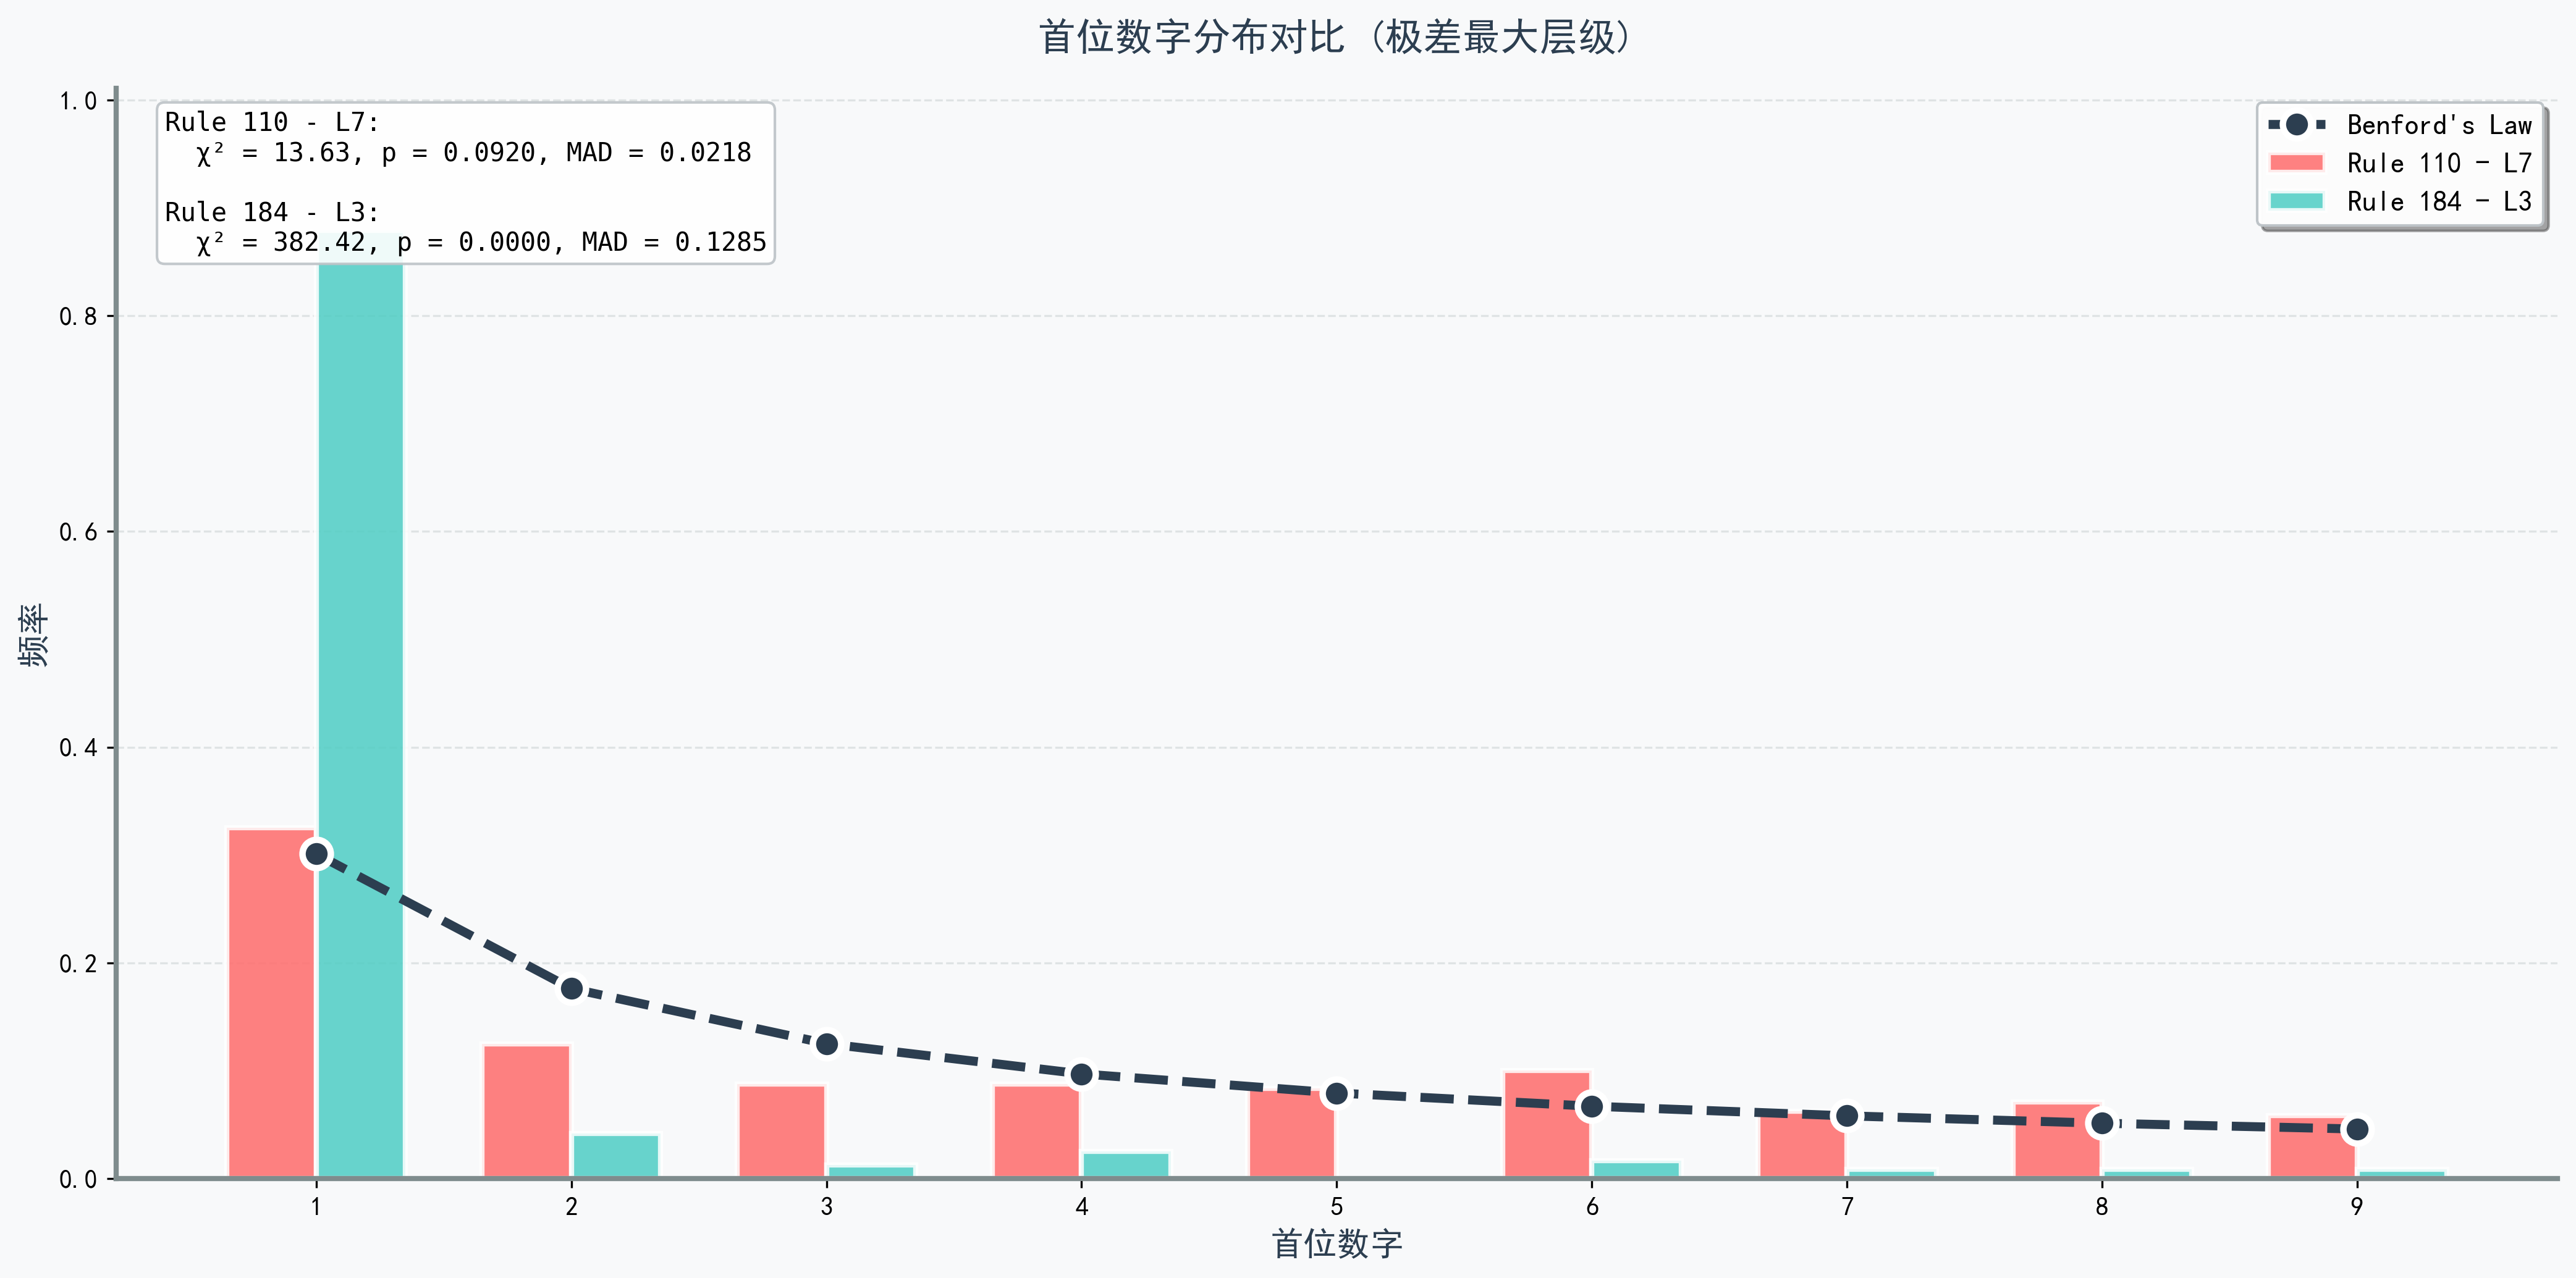 首位数字分布对比 (极差最大层级)
Rule 110 - L7:
χ² = 13.63, p = 0.0920, MAD = 0.0218
Rule 184 - L3:
χ² = 382.42, p = 0.0000, MAD = 0.1285
Benford's Law
Rule 110 - L7
Rule 184 - L3
频率
1.0
0.8
0.6
0.4
0.2
0.0
1 2 3 4 5 6 7 8 9
首位数字